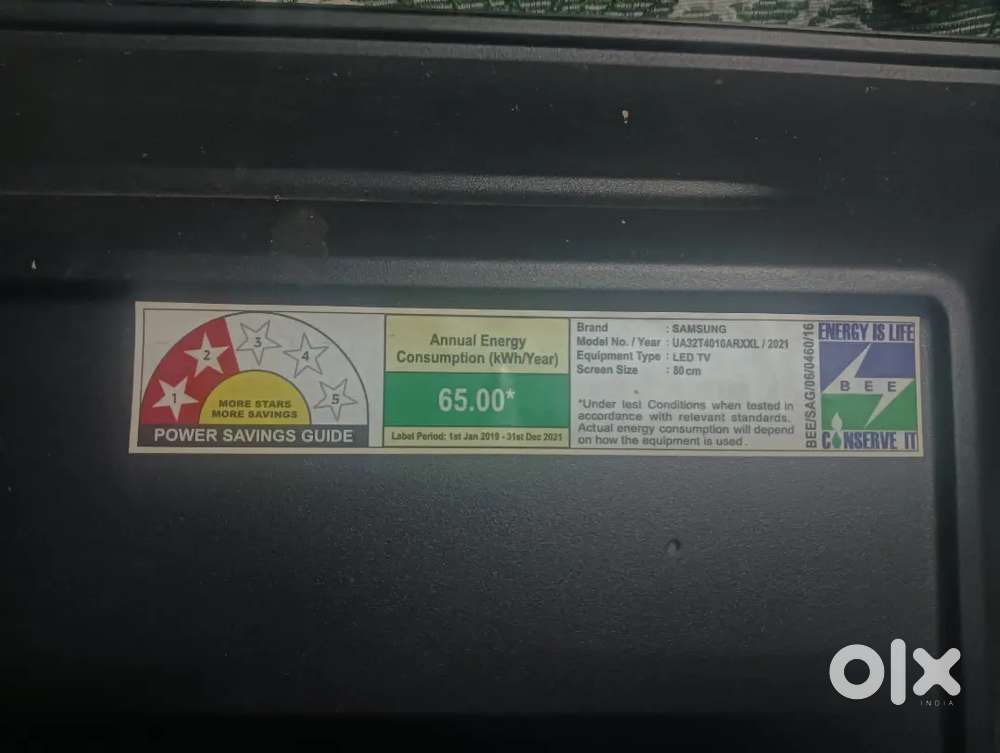 1
2
3
4
5
MORE STARS
MORE SAVINGS
POWER SAVINGS GUIDE
Annual Energy
Consumption (kWh/Year)
65.00*
Label Period: 1st Jan 2019 - 31st Dec 2021
Brand : SAMSUNG
Model No. / Year : UA32T4010ARXXL / 2021
Equipment Type : LED TV
Screen Size : 80cm
*Under test Conditions when tested in
accordance with relevant standards.
Actual energy consumption will depend
on how the equipment is used.
BEE/SAG/06/0460/16
ENERGY IS LIFE
BEE
CONSERVE IT
olx
INDIA